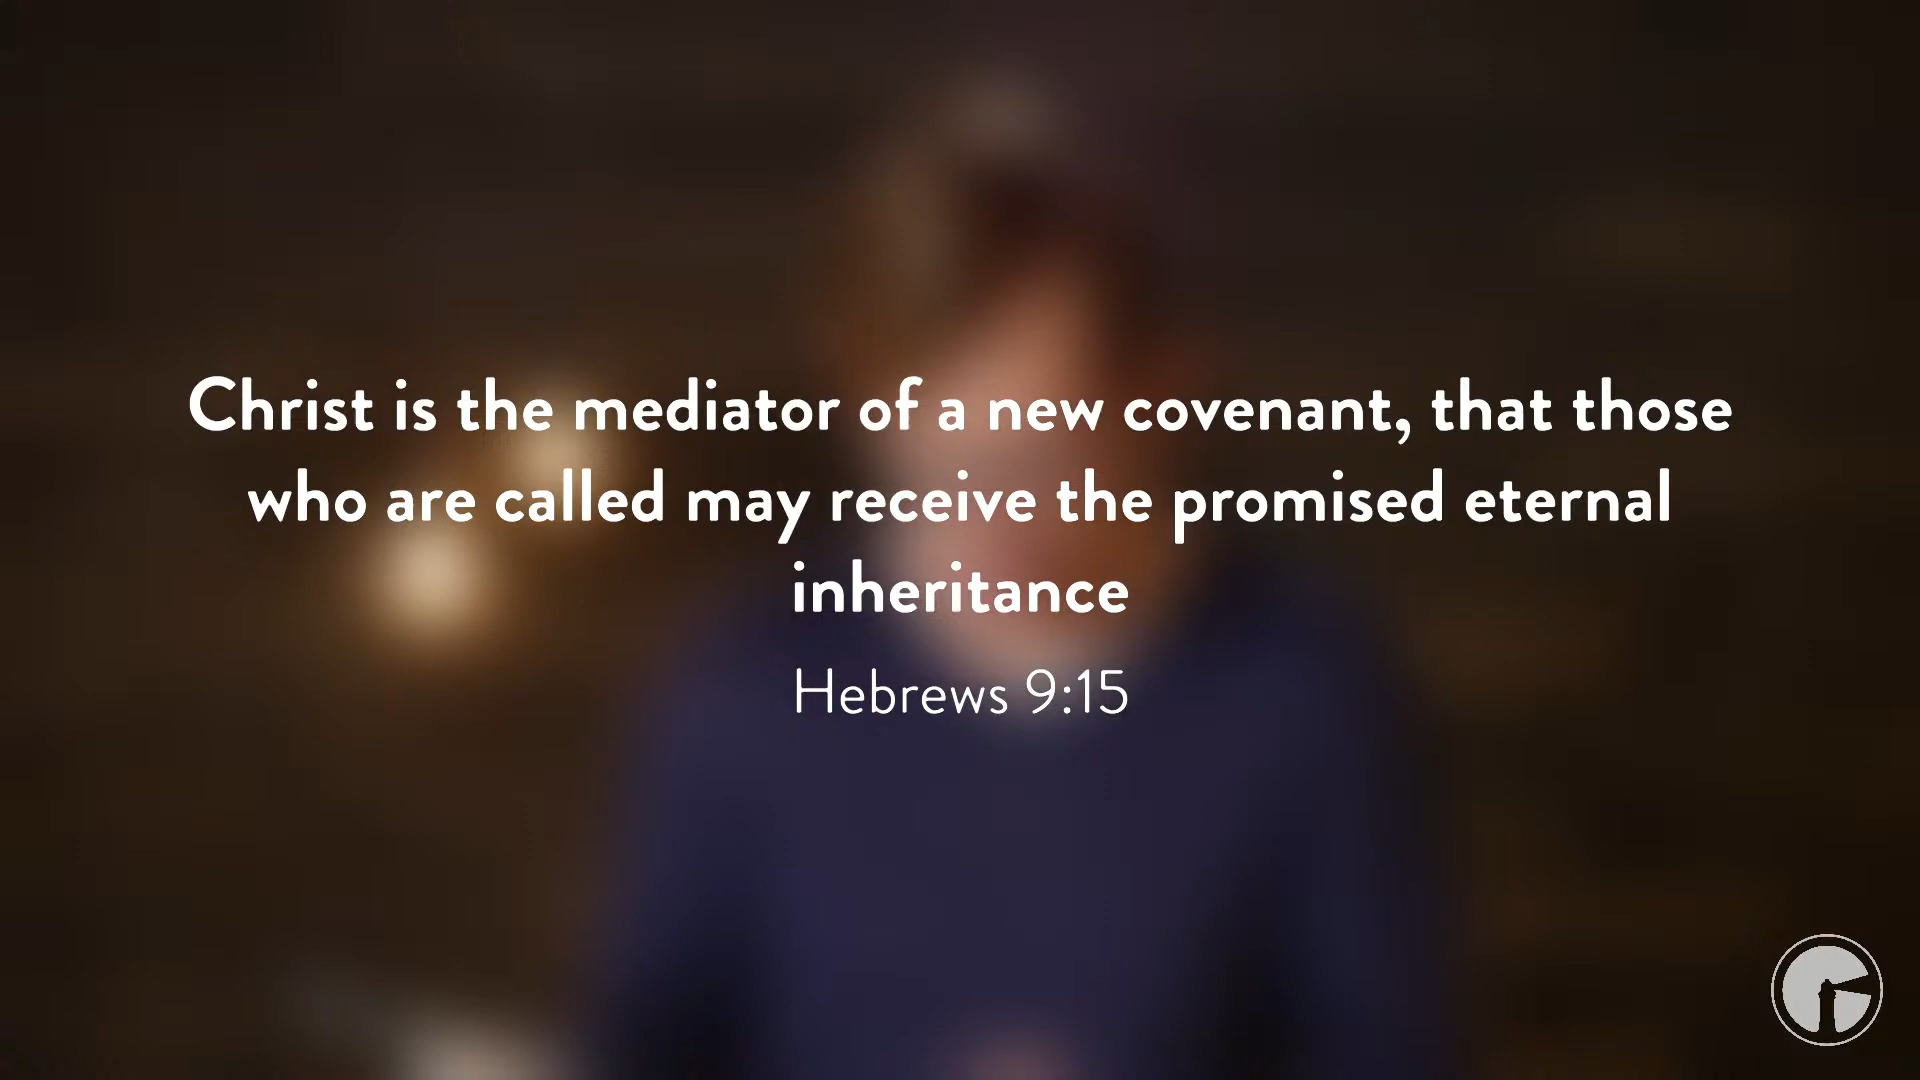 Christ is the mediator of a new covenant, that those
who are called may receive the promised eternal
inheritance
Hebrews 9:15